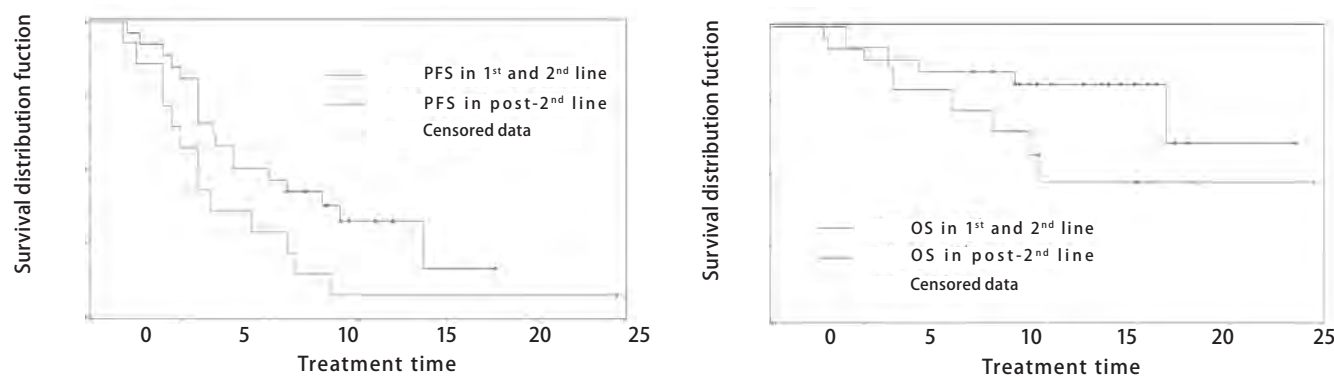 Survival distribution fuction
PFS in 1st and 2nd line
PFS in post-2nd line
Censored data
0 5 10 15 20 25
Treatment time
Survival distribution fuction
OS in 1st and 2nd line
OS in post-2nd line
Censored data
0 5 10 15 20 25
Treatment time